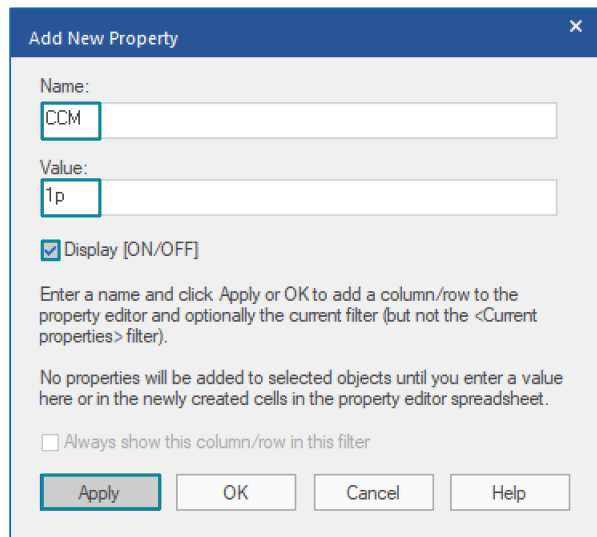 Add New Property
Name:
CCM
Value:
1p
Display [ON/OFF]
Enter a name and click Apply or OK to add a column/row to the
property editor and optionally the current filter (but not the <Current
properties> filter).
No properties will be added to selected objects until you enter a value
here or in the newly created cells in the property editor spreadsheet.
Always show this column/row in this filter
Apply OK Cancel Help